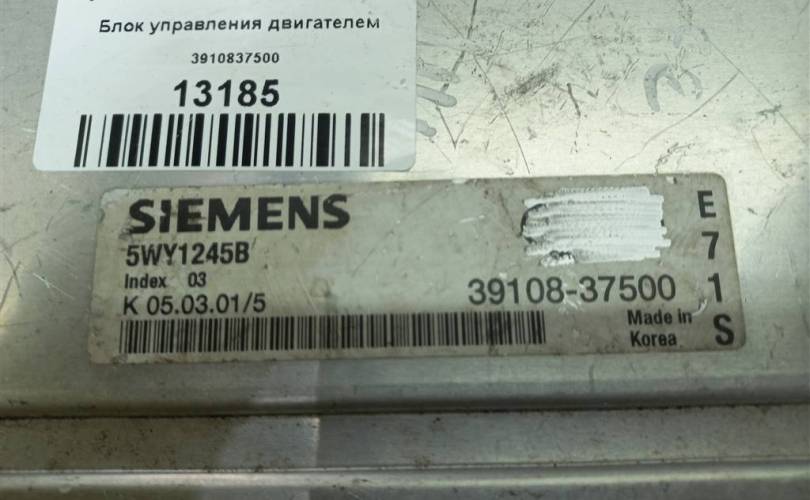 Блок управления двигателем
3910837500
13185
SIEMENS
5WY1245B
Index 03
K 05.03.01/5
39108-37500
Made in
Korea
E
7
1
S